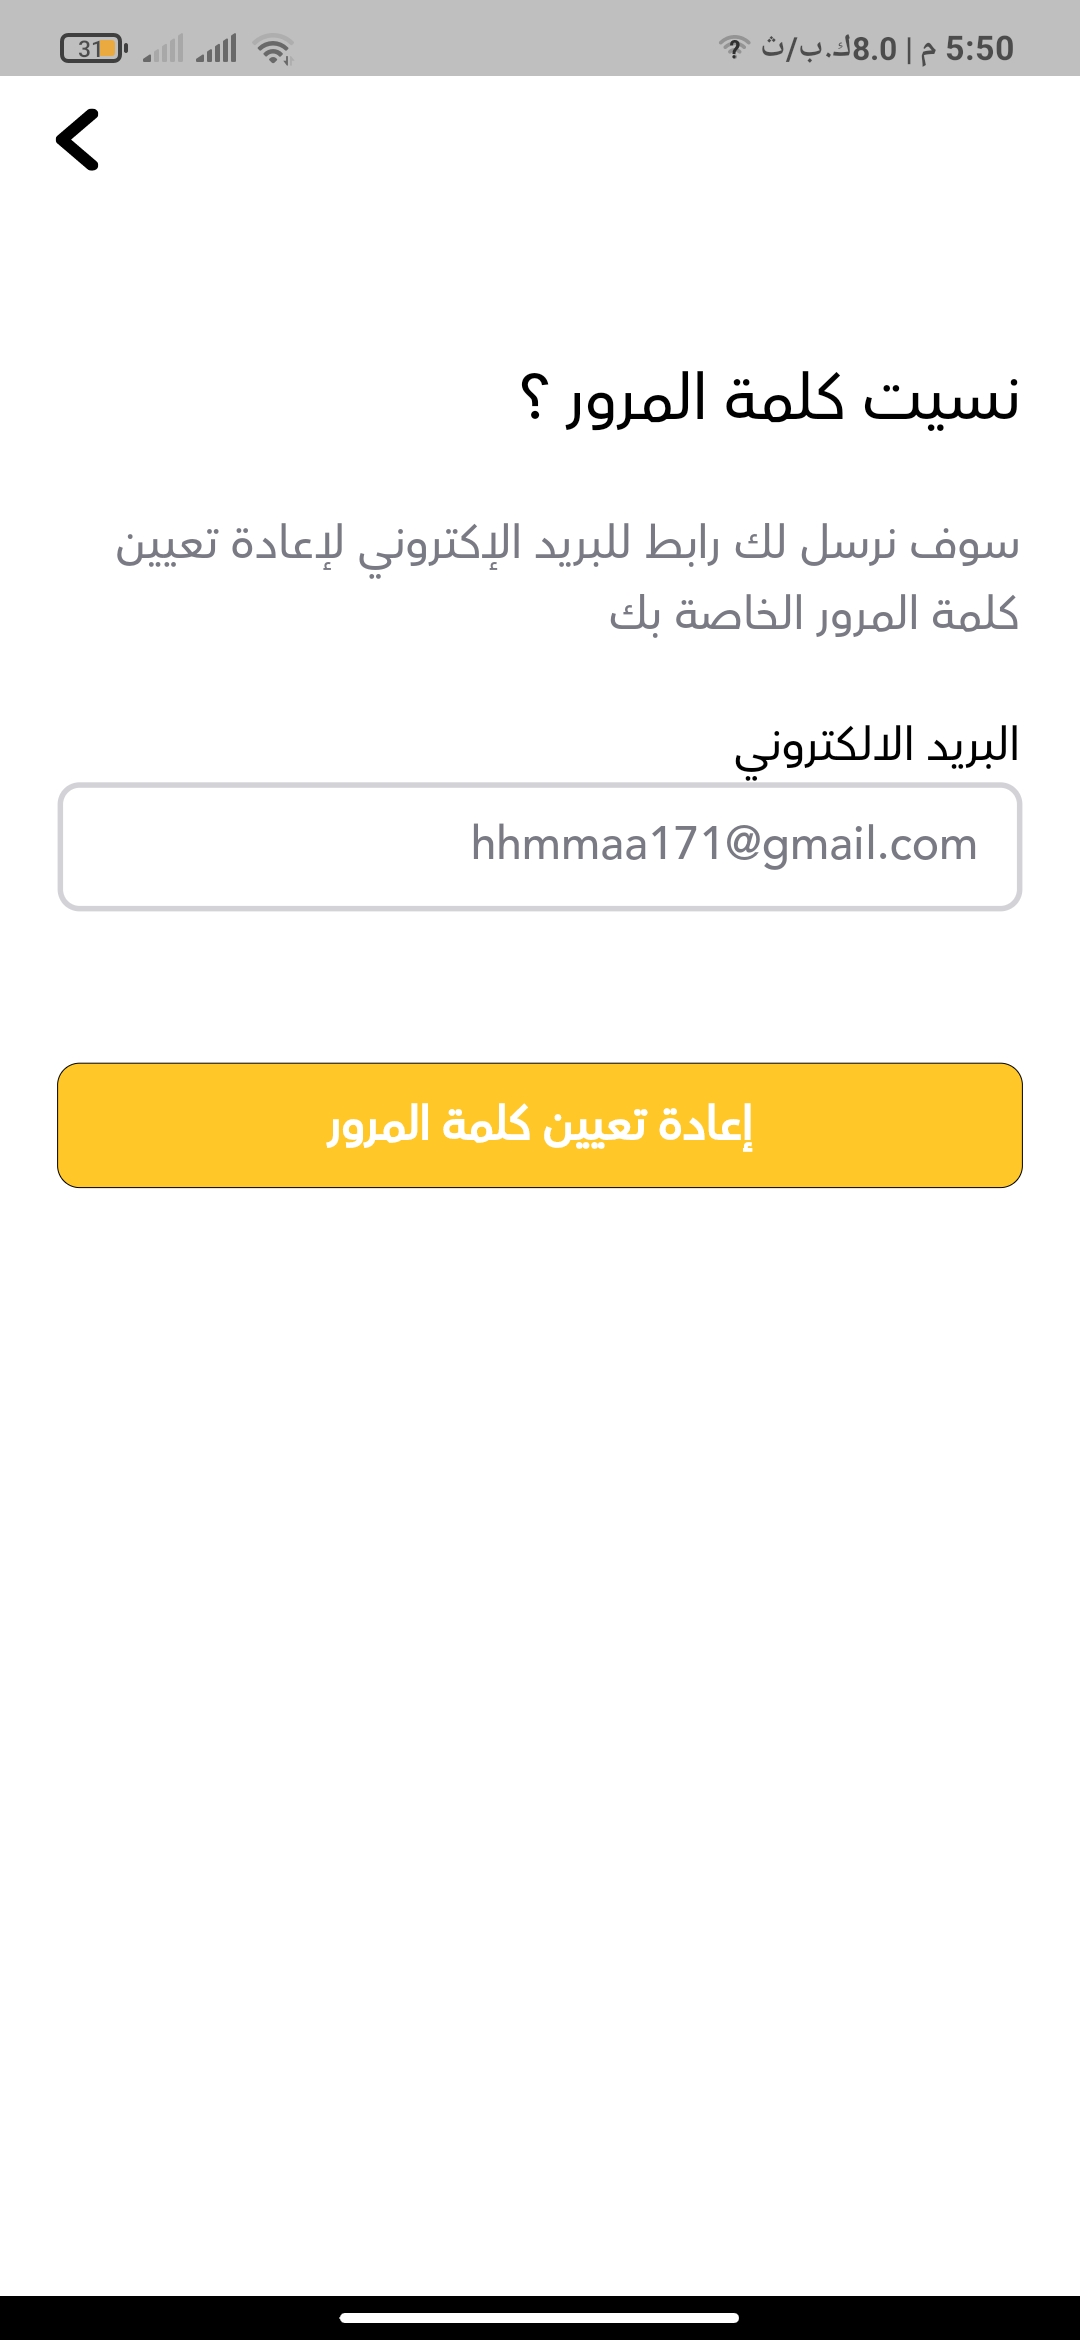 5:50 م | 8.0ك.ب/ث
31
نسيت كلمة المرور ؟
سوف نرسل لك رابط للبريد الإكتروني لإعادة تعيين
كلمة المرور الخاصة بك
البريد الالكتروني
hhmmaa171@gmail.com
إعادة تعيين كلمة المرور